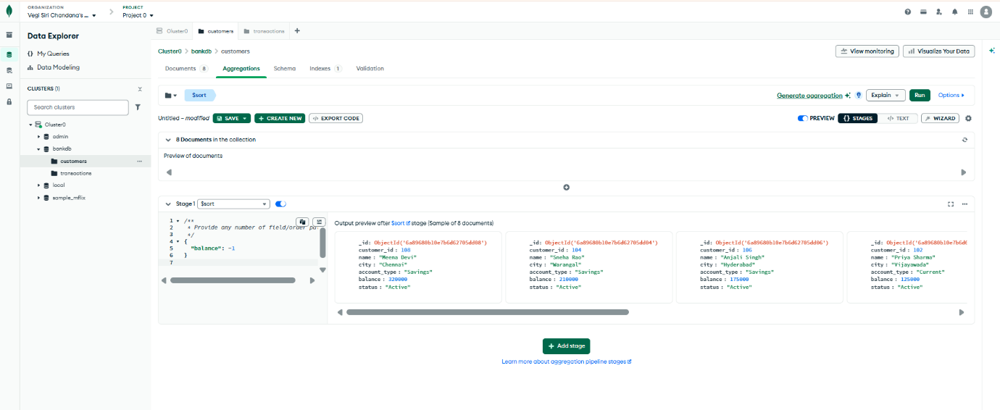 ORGANIZATION
Vegi Siri Chandana's ...
PROJECT
Project 0
Data Explorer
My Queries
Data Modeling
CLUSTERS (1)
Search clusters
Cluster0
admin
bankdb
customers
transactions
local
sample_mflix
Cluster0 customers transactions
Cluster0 > bankdb > customers
View monitoring Visualize Your Data
Documents 8 Aggregations Schema Indexes 1 Validation
$sort
Generate aggregation Explain Run Options
Untitled – modified SAVE + CREATE NEW </> EXPORT CODE PREVIEW {} STAGES </> TEXT WIZARD
8 Documents in the collection
Preview of documents
Stage 1 $sort
1 /**
2 * Provide any number of field/order pa
3 */
4 {
5 "balance": -1
6 }
7
Output preview after $sort stage (Sample of 8 documents)
_id: ObjectId('6a89680b10e7b6d62705dd08')
customer_id : 108
name : "Meena Devi"
city : "Chennai"
account_type : "Savings"
balance : 320000
status : "Active"
_id: ObjectId('6a89680b10e7b6d62705dd04')
customer_id : 104
name : "Sneha Rao"
city : "Warangal"
account_type : "Savings"
balance : 210000
status : "Active"
_id: ObjectId('6a89680b10e7b6d62705dd06')
customer_id : 106
name : "Anjali Singh"
city : "Hyderabad"
account_type : "Savings"
balance : 175000
status : "Active"
_id: ObjectId('6a89680b10e7b6d62705dd0
customer_id : 102
name : "Priya Sharma"
city : "Vijayawada"
account_type : "Current"
balance : 125000
status : "Active"
+ Add stage
Learn more about aggregation pipeline stages